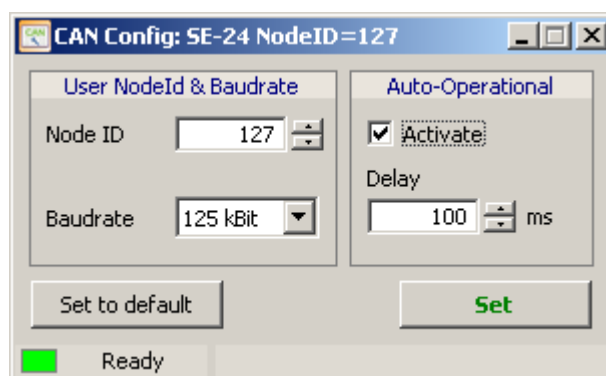 CAN
CAN Config: SE-24 NodeID=127
User NodeId & Baudrate
Node ID 127
Baudrate 125 kBit
Auto-Operational
Activate
Delay
100 ms
Set to default
Set
Ready